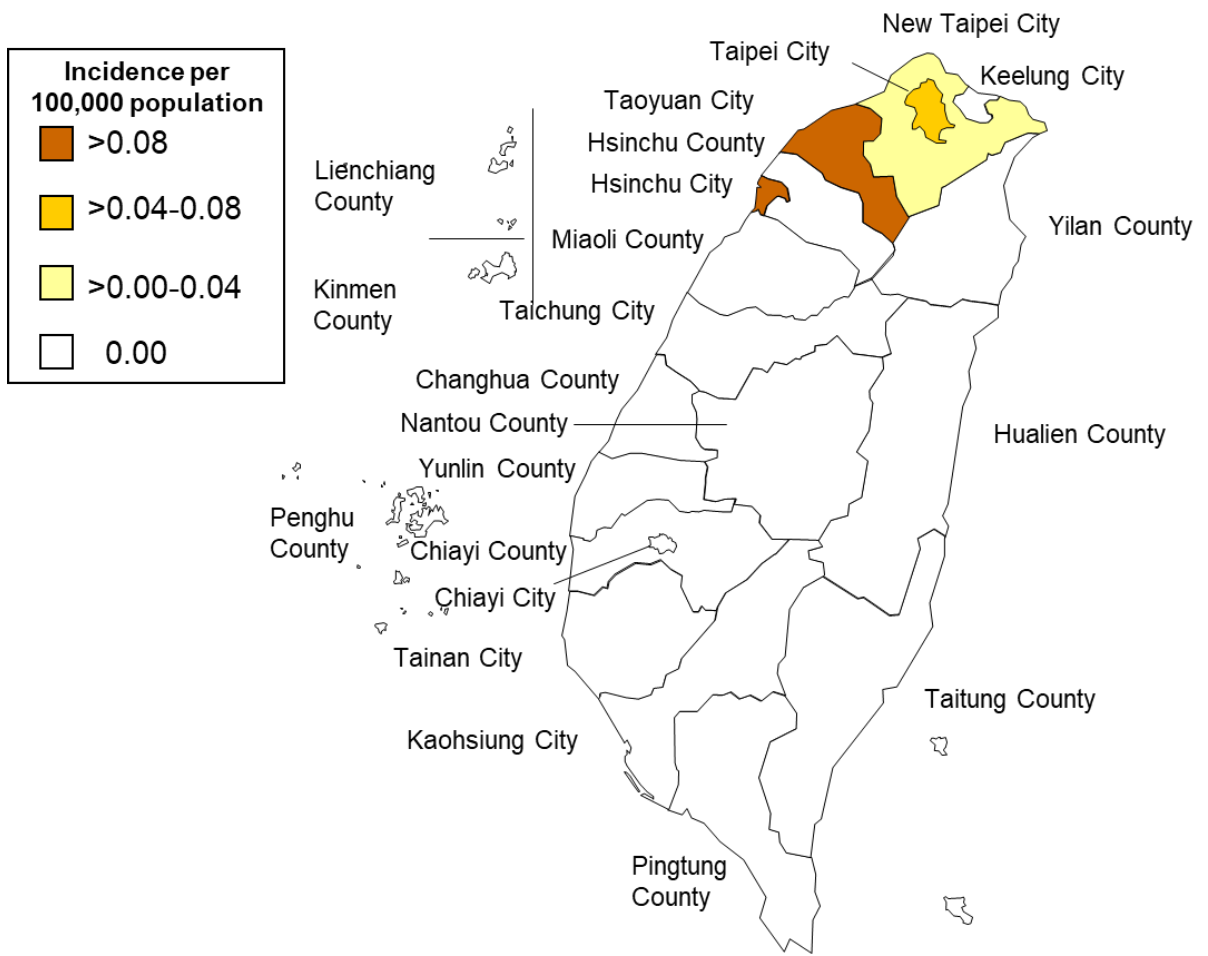 Incidence per
100,000 population
>0.08
>0.04-0.08
>0.00-0.04
0.00
New Taipei City
Taipei City
Keelung City
Taoyuan City
Hsinchu County
Hsinchu City
Lienchiang
County
Yilan County
Miaoli County
Kinmen
County
Taichung City
Changhua County
Nantou County
Hualien County
Yunlin County
Penghu
County
Chiayi County
Chiayi City
Tainan City
Taitung County
Kaohsiung City
Pingtung
County